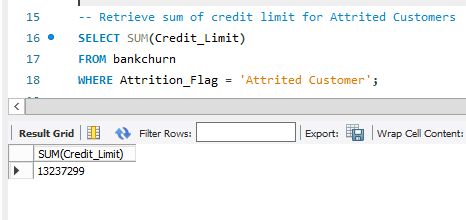 15 -- Retrieve sum of credit limit for Attrited Customers
16 SELECT SUM(Credit_Limit)
17 FROM bankchurn
18 WHERE Attrition_Flag = 'Attrited Customer';
Result Grid Filter Rows: Export: Wrap Cell Content:
SUM(Credit_Limit)
13237299